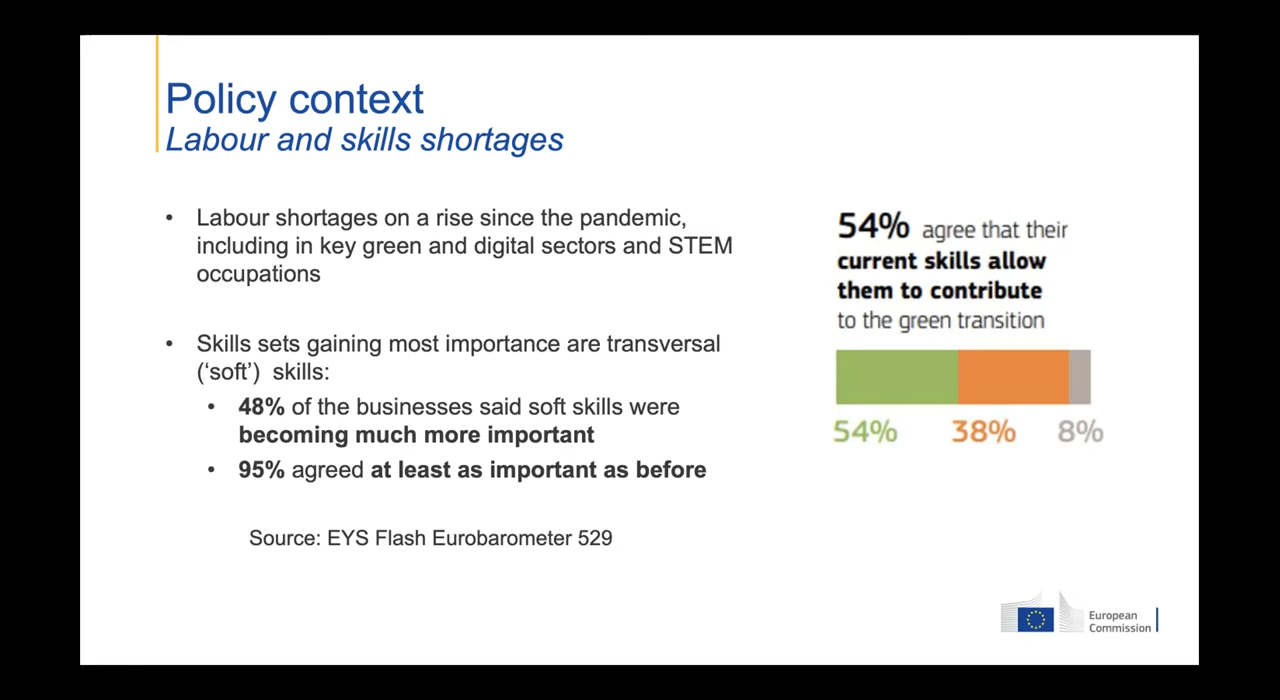 Policy context
Labour and skills shortages
• Labour shortages on a rise since the pandemic,
including in key green and digital sectors and STEM
occupations
• Skills sets gaining most importance are transversal
(‘soft’) skills:
• 48% of the businesses said soft skills were
becoming much more important
• 95% agreed at least as important as before
Source: EYS Flash Eurobarometer 529
54% agree that their
current skills allow
them to contribute
to the green transition
54% 38% 8%
European
Commission